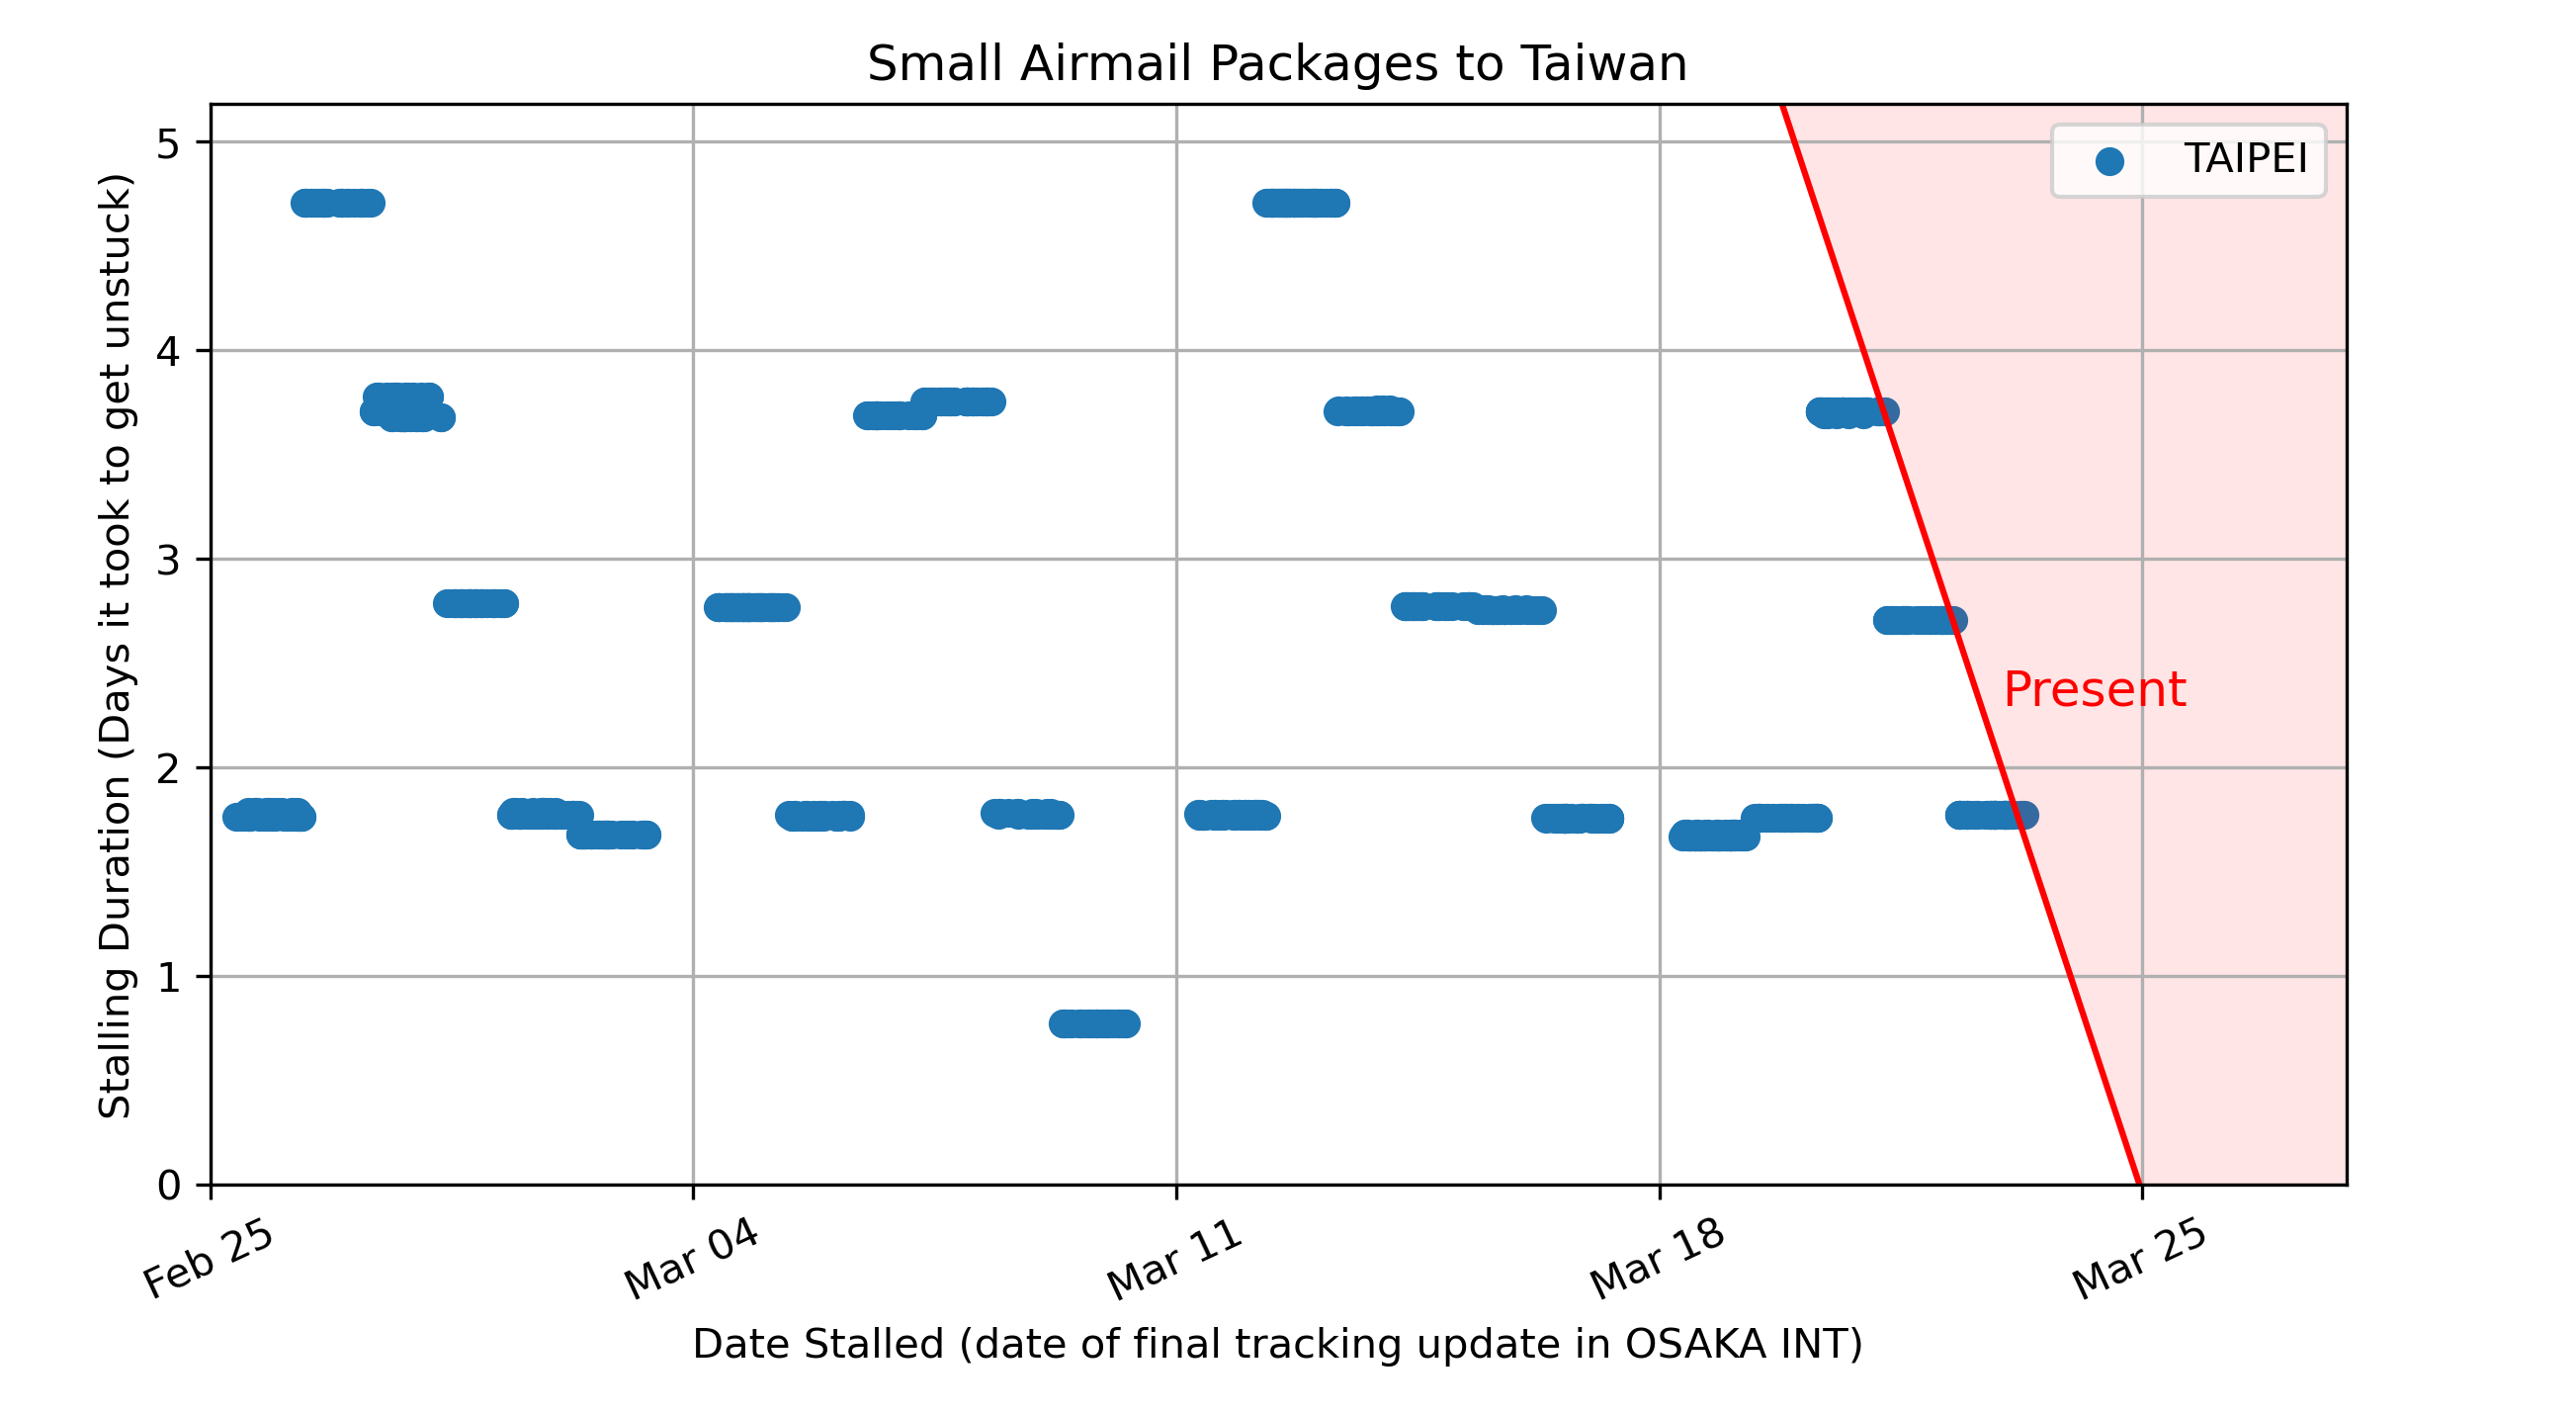 Small Airmail Packages to Taiwan
Stalling Duration (Days it took to get unstuck)
5
4
3
2
1
0
TAIPEI
Present
Feb 25
Mar 04
Mar 11
Mar 18
Mar 25
Date Stalled (date of final tracking update in OSAKA INT)